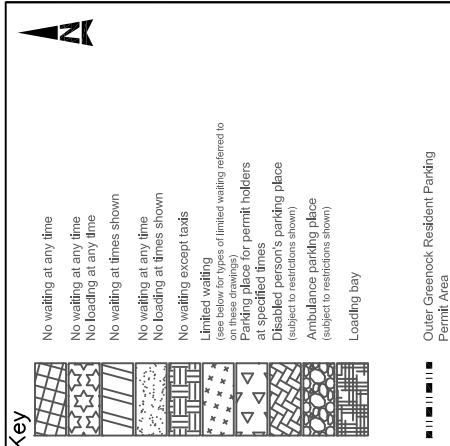 Key
N
No waiting at any time
No waiting at any time
No loading at any time
No waiting at times shown
No waiting at any time
No loading at times shown
No waiting except taxis
Limited waiting
(see below for types of limited waiting referred to
on these drawings)
Parking place for permit holders
at specified times
Disabled person's parking place
(subject to restrictions shown)
Ambulance parking place
(subject to restrictions shown)
Loading bay
Outer Greenock Resident Parking
Permit Area